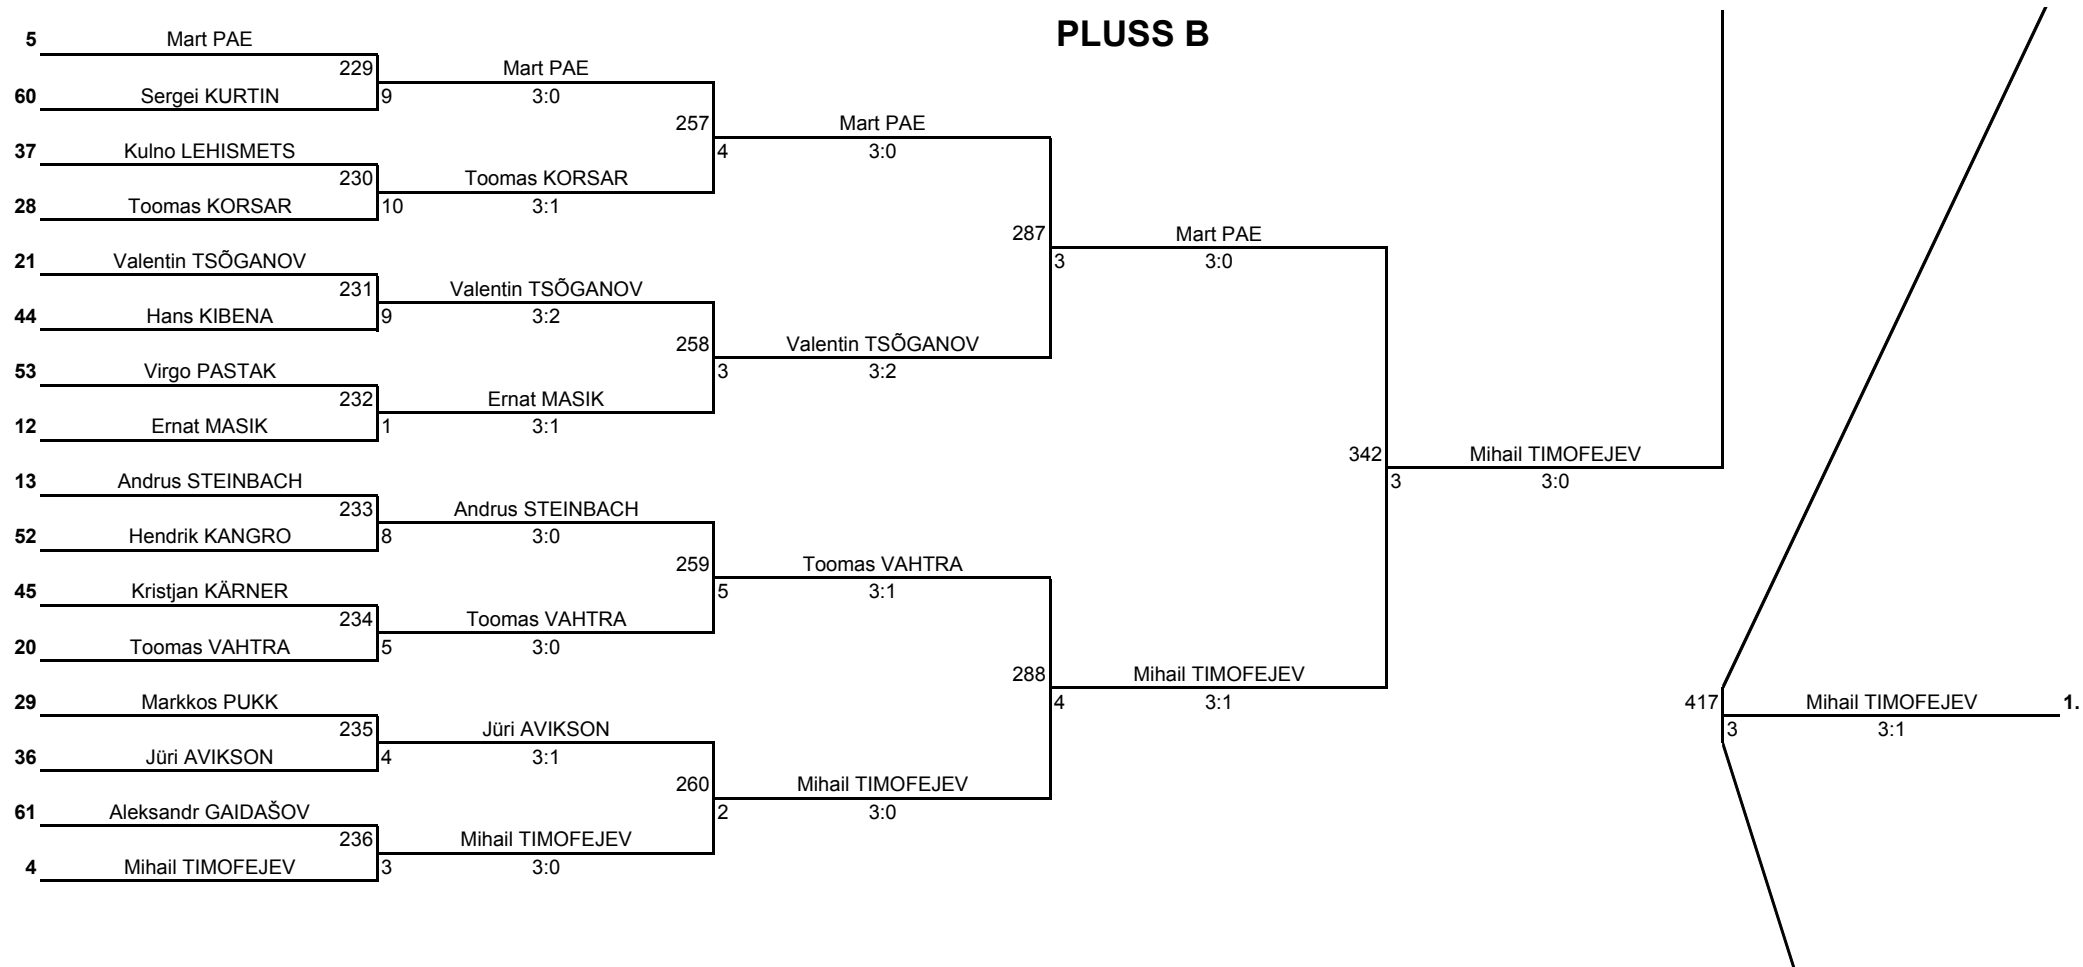 PLUSS B
5 Mart PAE
229 Mart PAE
60 Sergei KURTIN 9 3:0
257 Mart PAE
37 Kulno LEHISMETS 4 3:0
230 Toomas KORSAR
28 Toomas KORSAR 10 3:1
287 Mart PAE
21 Valentin TSÕGANOV 3 3:0
231 Valentin TSÕGANOV
44 Hans KIBENA 9 3:2
258 Valentin TSÕGANOV
53 Virgo PASTAK 3 3:2
232 Ernat MASIK
12 Ernat MASIK 1 3:1
342 Mihail TIMOFEJEV
13 Andrus STEINBACH 3 3:0
233 Andrus STEINBACH
52 Hendrik KANGRO 8 3:0
259 Toomas VAHTRA
45 Kristjan KÄRNER 5 3:1
234 Toomas VAHTRA
20 Toomas VAHTRA 5 3:0
288 Mihail TIMOFEJEV
29 Markkos PUKK 4 3:1 417 Mihail TIMOFEJEV 1.
235 Jüri AVIKSON 3 3:1
36 Jüri AVIKSON 4 3:1
260 Mihail TIMOFEJEV
61 Aleksandr GAIDAŠOV 2 3:0
236 Mihail TIMOFEJEV
4 Mihail TIMOFEJEV 3 3:0